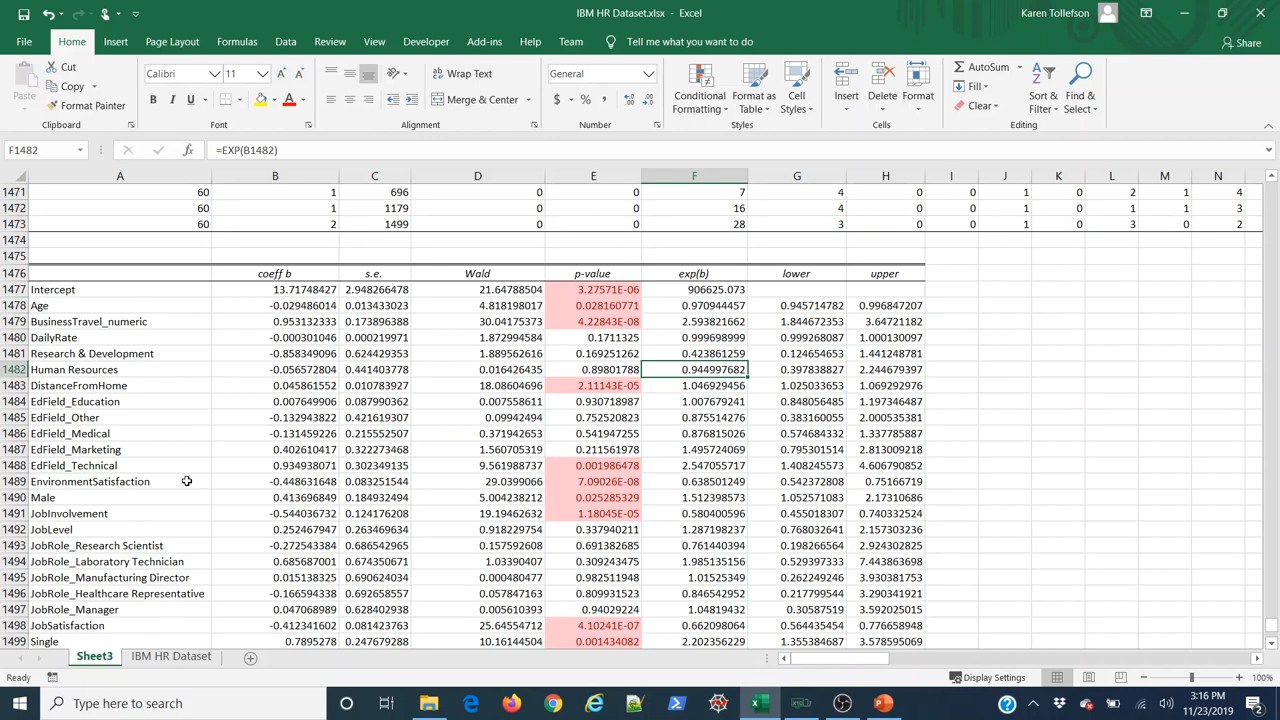 IBM HR Dataset.xlsx - Excel
Karen Tollefson
File Home Insert Page Layout Formulas Data Review View Developer Add-ins Help Team Tell me what you want to do Share
Paste
Cut
Copy
Format Painter
Calibri 11
B I U
Wrap Text
Merge & Center
General
$ % ,
Conditional Formatting
Format as Table
Cell Styles
Insert Delete Format
AutoSum
Fill
Clear
Sort & Filter
Find & Select
Clipboard Font Alignment Number Styles Cells Editing
F1482 fx =EXP(B1482)
A B C D E F G H I J K L M N
1471 60 1 696 0 0 7 4 0 0 1 0 2 1 4
1472 60 1 1179 0 0 16 4 0 0 1 0 1 1 3
1473 60 2 1499 0 0 28 3 0 0 1 0 3 0 2
1474
1475
1476 coeff b s.e. Wald p-value exp(b) lower upper
1477 Intercept 13.71748427 2.948266478 21.64788504 3.27571E-06 906625.073
1478 Age -0.029486014 0.013433023 4.818198017 0.028160771 0.970944457 0.945714782 0.996847207
1479 BusinessTravel_numeric 0.953132333 0.173896388 30.04175373 4.22843E-08 2.593821662 1.844672353 3.64721182
1480 DailyRate -0.000301046 0.000219971 1.872994584 0.1711325 0.999698999 0.999268087 1.000130097
1481 Research & Development -0.858349096 0.624429353 1.889562616 0.169251262 0.423861259 0.124654653 1.441248781
1482 Human Resources -0.056572804 0.441403778 0.016426435 0.89801788 0.944997682 0.397838827 2.244679397
1483 DistanceFromHome 0.045861552 0.010783927 18.08604696 2.11143E-05 1.046929456 1.025033653 1.069292976
1484 EdField_Education 0.007649906 0.087990362 0.007558611 0.930718987 1.007679241 0.848056158 1.197346487
1485 EdField_Other -0.132943822 0.421619307 0.09942494 0.752520823 0.875514276 0.383160055 2.000535381
1486 EdField_Medical -0.131459226 0.215552507 0.371942653 0.541947255 0.876815026 0.574684332 1.337787851
1487 EdField_Marketing 0.402610417 0.322273468 1.560705319 0.211561978 1.495724069 0.795301514 2.813009218
1488 EdField_Technical 0.934938071 0.302349135 9.561988737 0.001986478 2.547055717 1.408245573 4.606790852
1489 EnvironmentSatisfaction -0.448631648 0.083251544 29.0399066 7.09026E-08 0.638501249 0.542372808 0.75166719
1490 Male 0.413696849 0.184932494 5.004238212 0.025285329 1.512398573 1.052571083 2.17310786
1491 JobInvolvement -0.544036732 0.124176208 19.19462632 1.18045E-05 0.580400596 0.455018307 0.740332524
1492 JobLevel 0.252467947 0.263469634 0.918229754 0.337940211 1.287198237 0.768032641 2.157303236
1493 JobRole_Research Scientist -0.272543384 0.686542965 0.157592608 0.691382685 0.761440394 0.198266564 2.924302825
1494 JobRole_Laboratory Technician 0.685687001 0.674350671 1.03390407 0.309243475 1.985135156 0.529397333 7.443863698
1495 JobRole_Manufacturing Director 0.015138325 0.690624034 0.000480477 0.982511948 1.01525349 0.262249246 3.930381753
1496 JobRole_Healthcare Representative -0.166594338 0.692658557 0.057847163 0.809931523 0.846542952 0.217799544 3.290341921
1497 JobRole_Manager 0.047068989 0.628402938 0.005610393 0.94029224 1.04819432 0.30587519 3.592025015
1498 JobSatisfaction -0.412341602 0.081423763 25.64554712 4.10241E-07 0.662098064 0.564435454 0.776658948
1499 Single 0.7895278 0.247679288 10.16144504 0.001434082 2.202356229 1.355384687 3.578595069
Sheet3 IBM HR Dataset
Ready Display Settings 100%
Type here to search
3:16 PM
11/23/2019